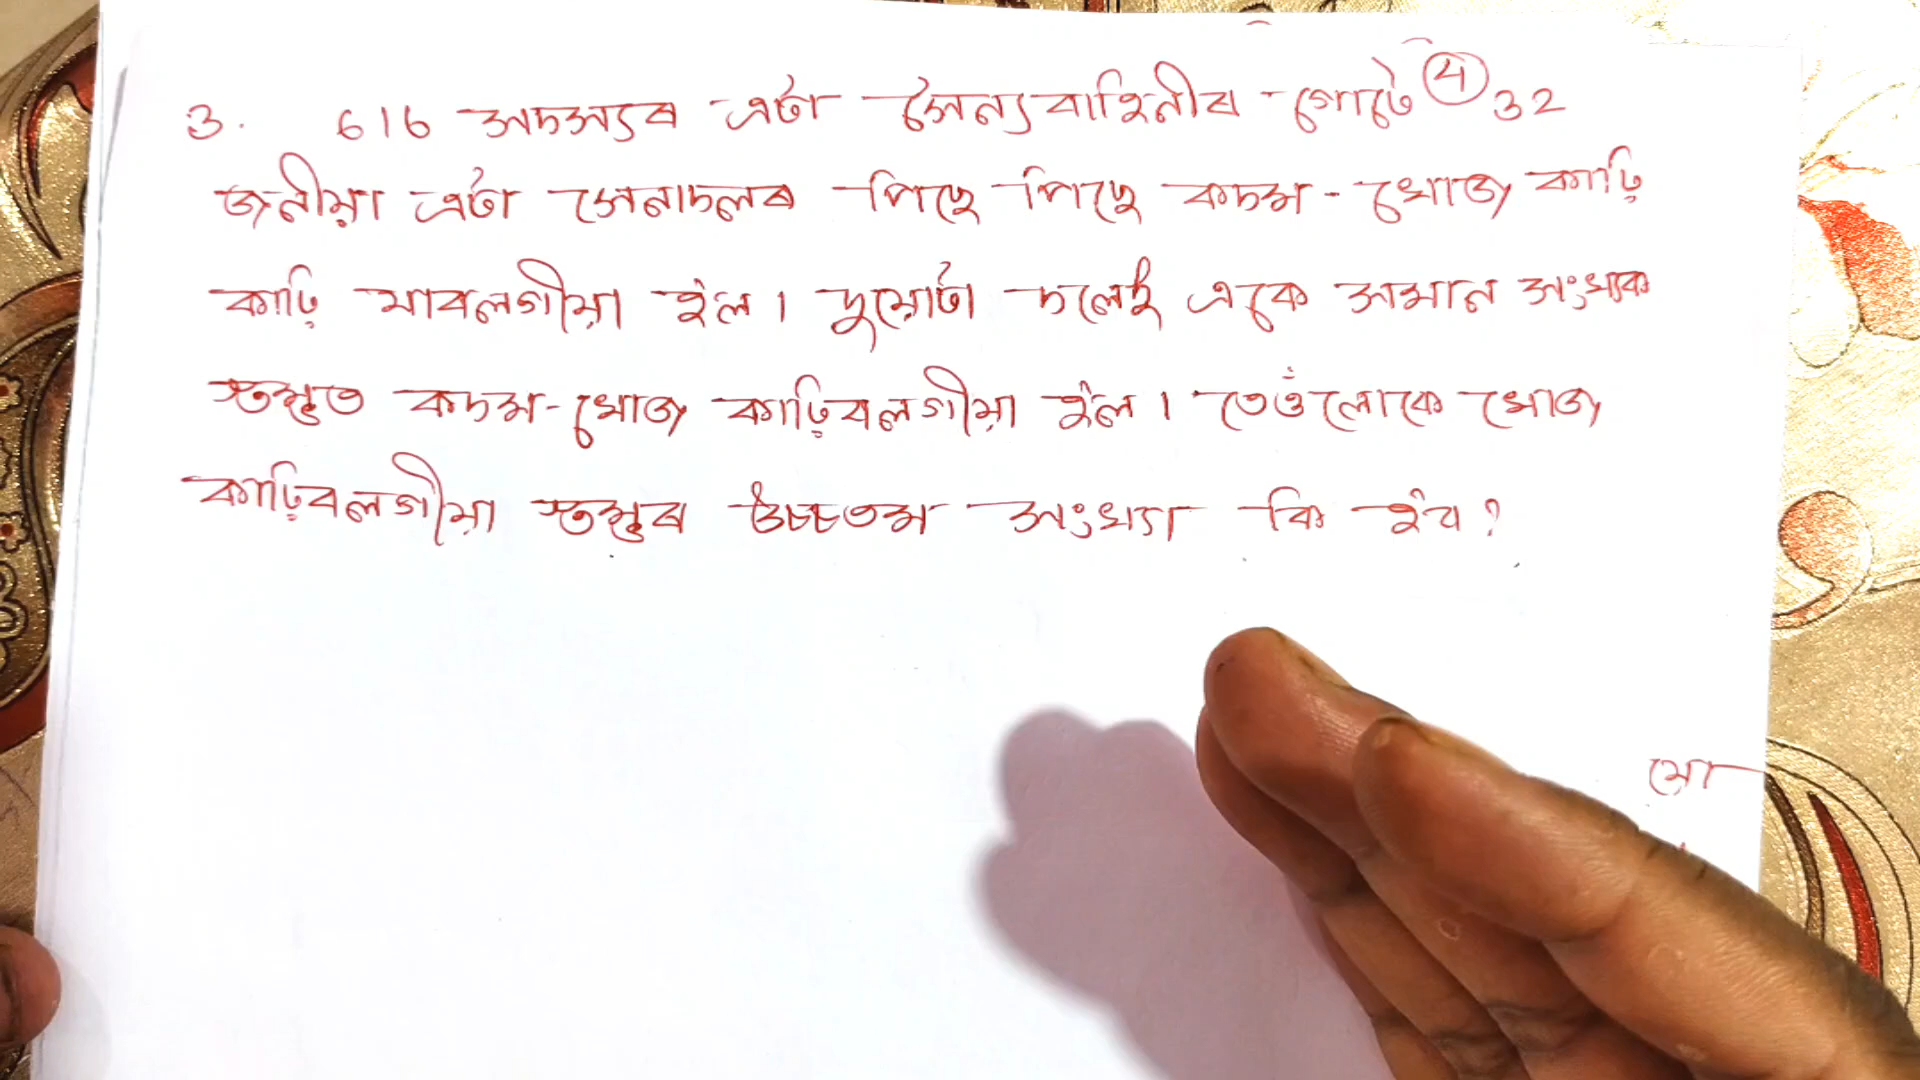 3. 616 সদস্যৰ এটা সৈন্যবাহিনীৰ গোটে 4 32
জনীয়া এটা সেনাদলৰ পিছে পিছে কদম-খোজ কাঢ়ি
কাঢ়ি যাবলগীয়া হ'ল। দুয়োটা দলেই একে সমান সংখ্যক
স্তম্ভত কদম-খোজ কাঢ়িবলগীয়া হ'ল। তেওঁলোকে খোজ
কাঢ়িবলগীয়া স্তম্ভৰ উচ্চতম সংখ্যা কি হ'ব?